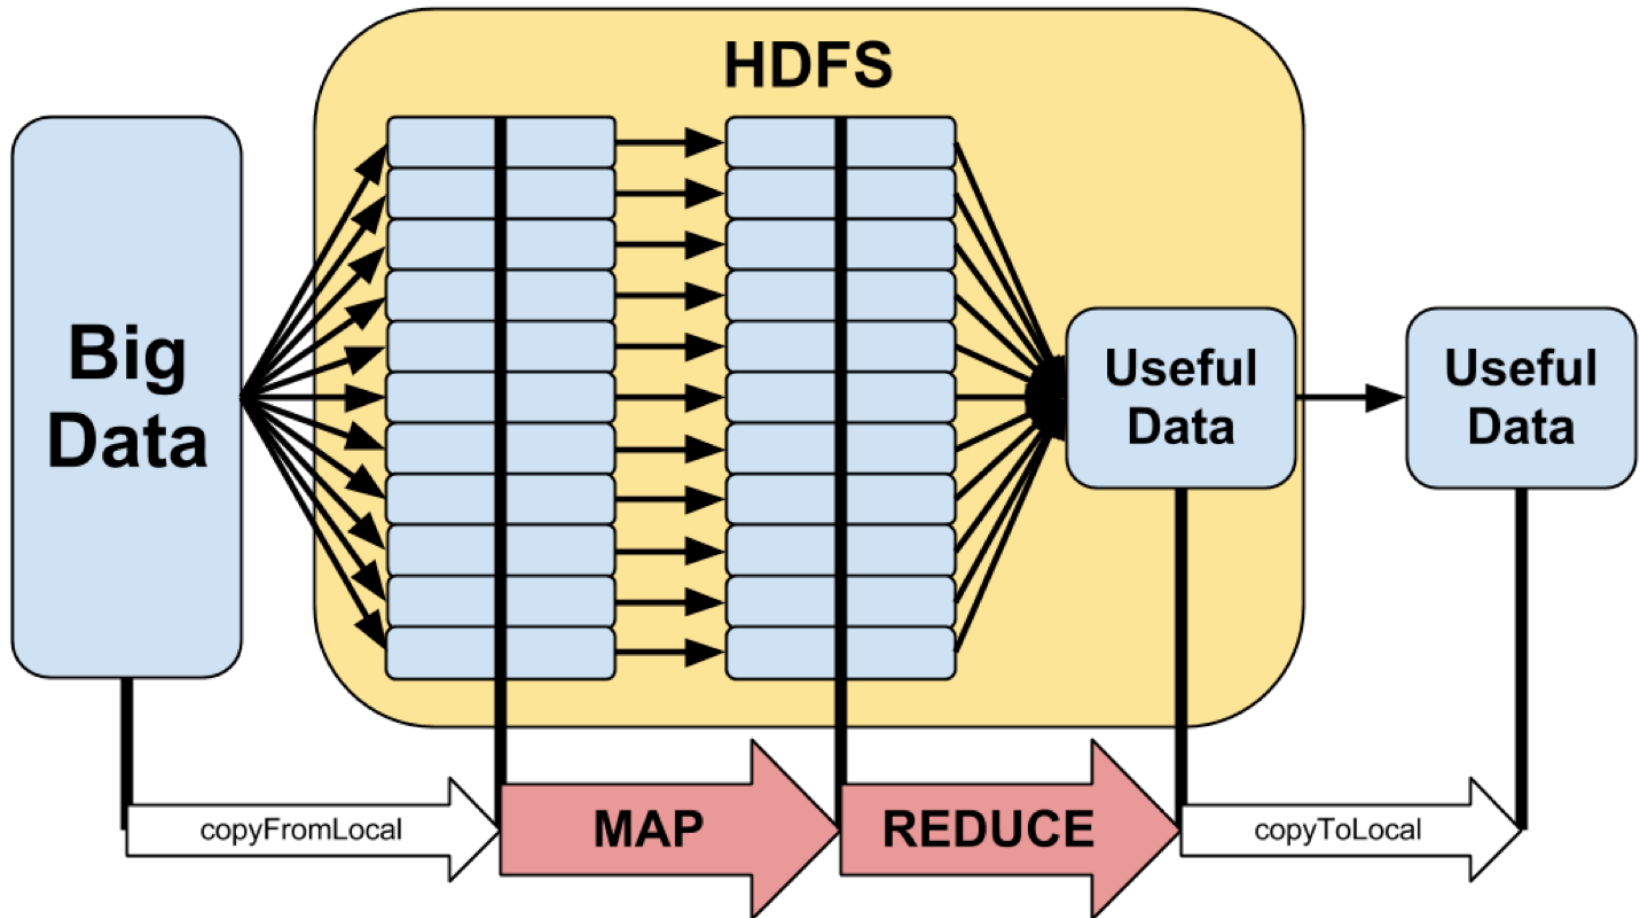 HDFS
Big
Data
Useful
Data
Useful
Data
copyFromLocal
MAP
REDUCE
copyToLocal